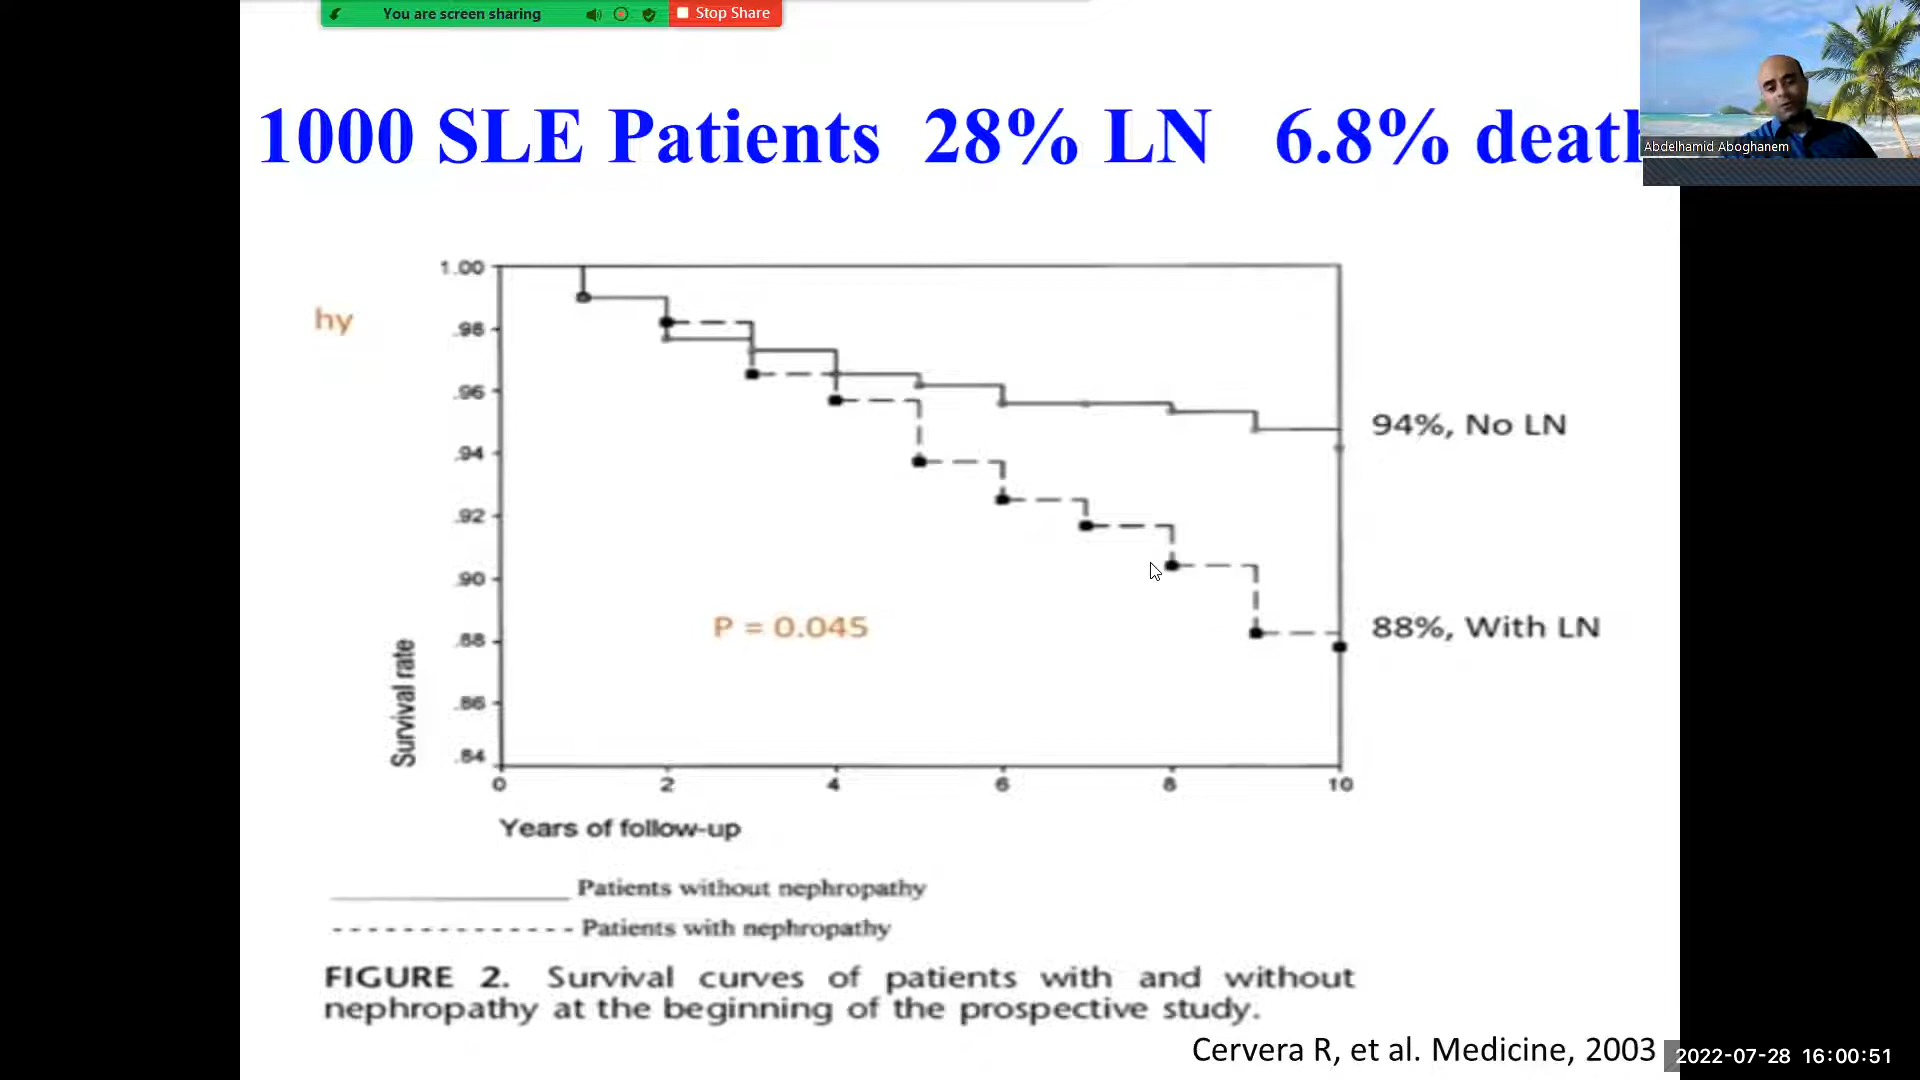 You are screen sharing
Stop Share
Abdelhamid Aboghanem
1000 SLE Patients 28% LN 6.8% death
hy
1.00
.98
.96
.94
.92
.90
.88
.86
.84
Survival rate
0 2 4 6 8 10
Years of follow-up
94%, No LN
88%, With LN
P = 0.045
Patients without nephropathy
Patients with nephropathy
FIGURE 2. Survival curves of patients with and without
nephropathy at the beginning of the prospective study.
Cervera R, et al. Medicine, 2003
2022-07-28 16:00:51